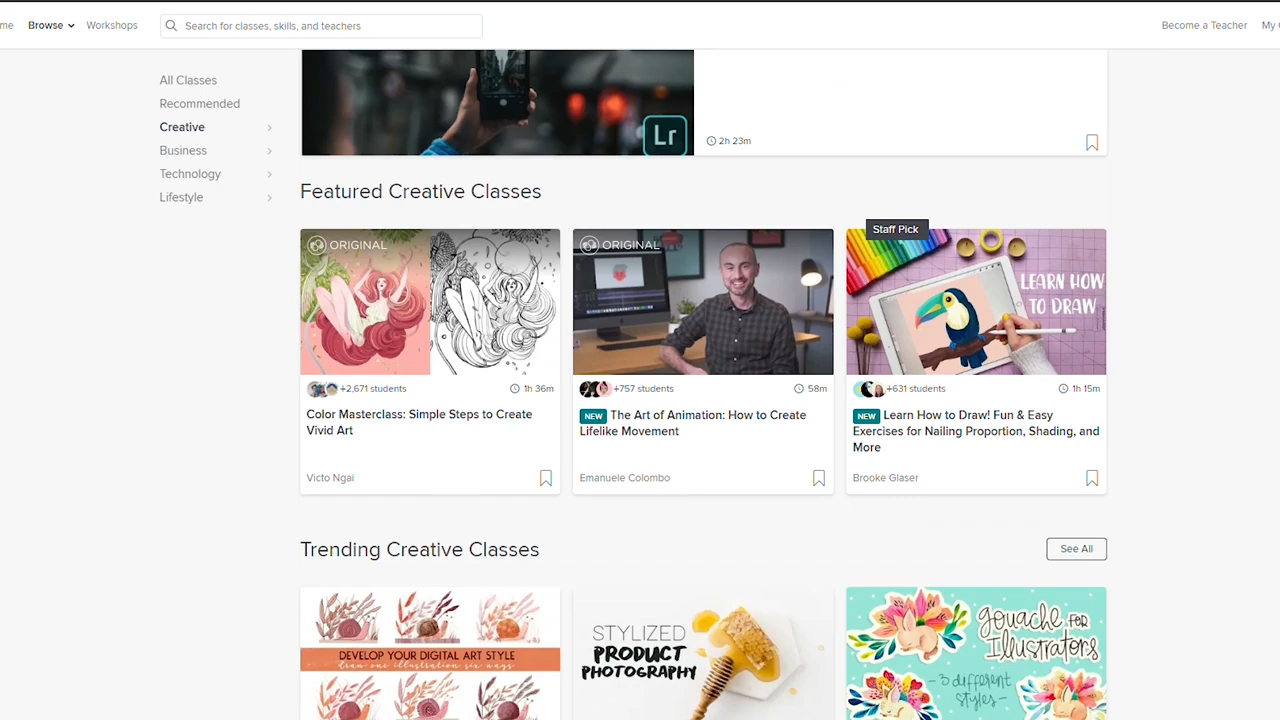 me Browse Workshops Search for classes, skills, and teachers Become a Teacher My
All Classes
Recommended
Creative
Business
Technology
Lifestyle
Lr
2h 23m
Featured Creative Classes
ORIGINAL
+2,671 students 1h 36m
Color Masterclass: Simple Steps to Create
Vivid Art
Victo Ngai
ORIGINAL
+757 students 58m
NEW The Art of Animation: How to Create
Lifelike Movement
Emanuele Colombo
Staff Pick
LEARN HOW
TO DRAW
+631 students 1h 15m
NEW Learn How to Draw! Fun & Easy
Exercises for Nailing Proportion, Shading, and
More
Brooke Glaser
Trending Creative Classes
See All
DEVELOP YOUR DIGITAL ART STYLE
draw one illustration six ways
STYLIZED
PRODUCT
PHOTOGRAPHY
gouache FOR
Illustrators
- 3 different
styles -